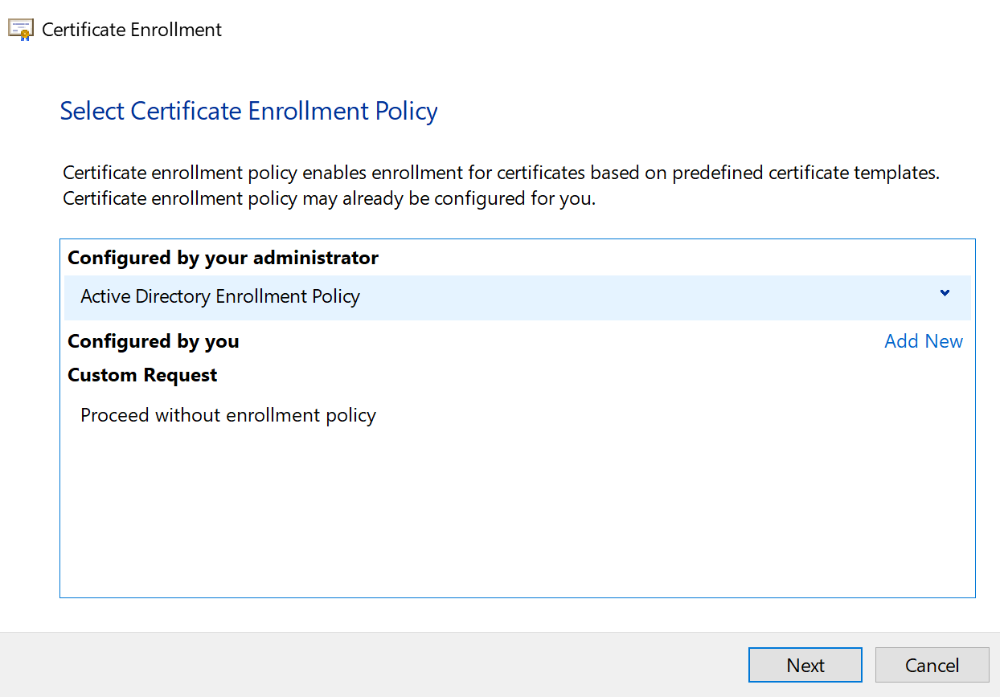 Certificate Enrollment
Select Certificate Enrollment Policy
Certificate enrollment policy enables enrollment for certificates based on predefined certificate templates.
Certificate enrollment policy may already be configured for you.
Configured by your administrator
Active Directory Enrollment Policy
Configured by you
Add New
Custom Request
Proceed without enrollment policy
Next
Cancel